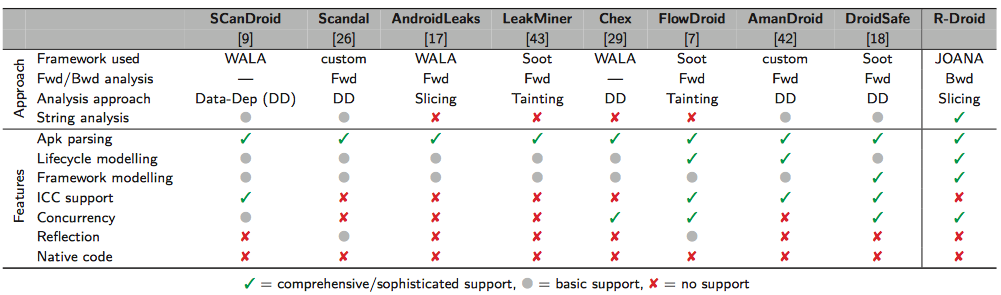 SCanDroid Scandal AndroidLeaks LeakMiner Chex FlowDroid AmanDroid DroidSafe R-Droid
[9] [26] [17] [43] [29] [7] [42] [18]
Approach
Framework used WALA custom WALA Soot WALA Soot custom Soot JOANA
Fwd/Bwd analysis — Fwd Fwd Fwd — Fwd Fwd Fwd Bwd
Analysis approach Data-Dep (DD) DD Slicing Tainting DD Tainting DD DD Slicing
String analysis ● ● ✘ ✘ ✘ ✘ ● ● ✓
Features
Apk parsing ✓ ✓ ✓ ✓ ✓ ✓ ✓ ✓ ✓
Lifecycle modelling ● ● ● ● ● ✓ ✓ ● ✓
Framework modelling ● ● ● ● ● ● ● ✓ ✓
ICC support ✓ ✘ ✘ ✘ ✘ ✓ ✓ ✓ ✘
Concurrency ● ✘ ✘ ✘ ✓ ✓ ✘ ✓ ✓
Reflection ✘ ● ✘ ✘ ✘ ● ✘ ✘ ✘
Native code ✘ ✘ ✘ ✘ ✘ ✘ ✘ ✘ ✘
✓ = comprehensive/sophisticated support, ● = basic support, ✘ = no support